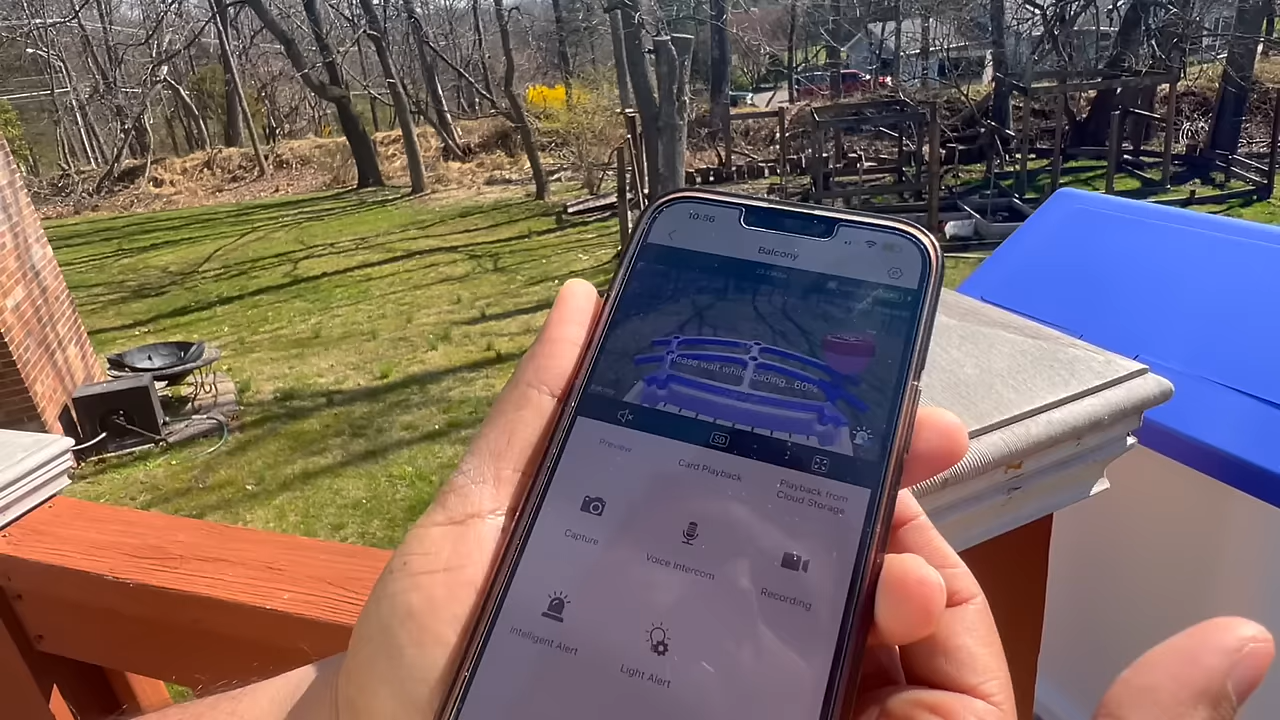 10:56
Balcony
Please wait while loading...60%
SD
Preview
Card Playback
Playback from
Cloud Storage
Capture
Voice Intercom
Recording
Intelligent Alert
Light Alert